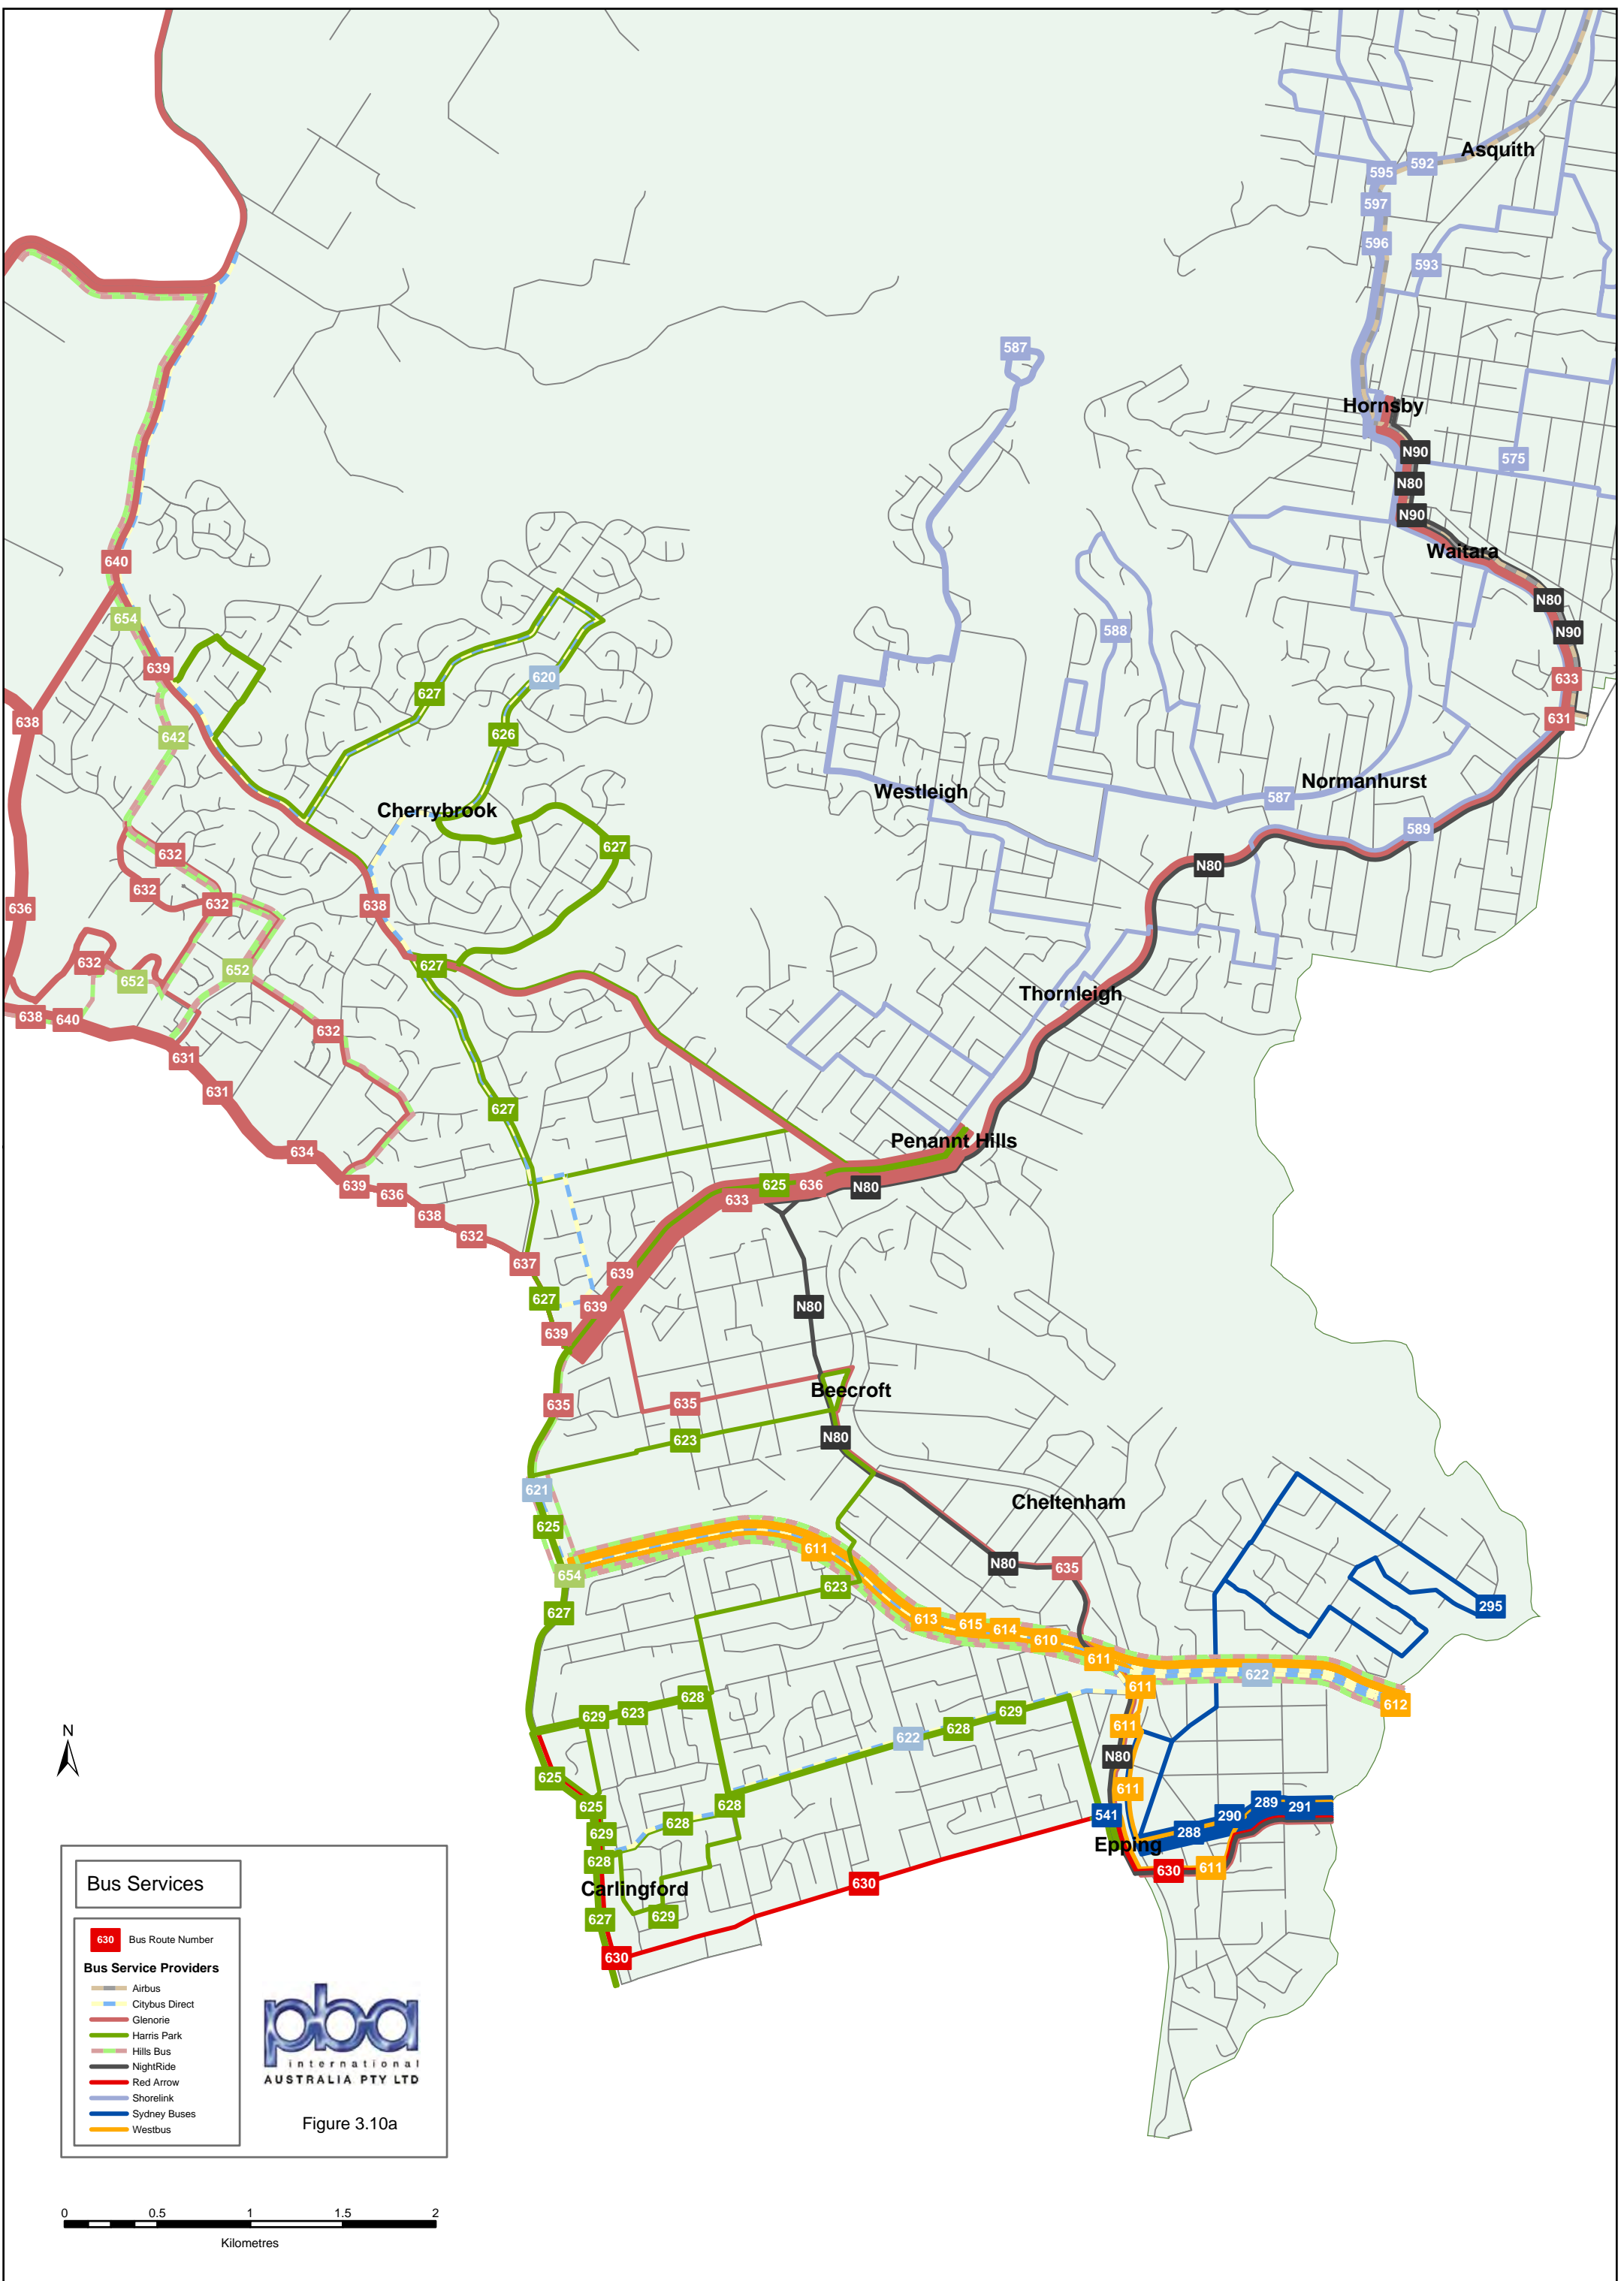 Asquith
592
595
597
596
593
587
Hornsby
N90
575
N80
N90
Waitara
640
N80
654
588
N90
639
620
633
627
638
631
642
626
Normanhurst
Westleigh
587
Cherrybrook
589
627
632
N80
632
632
638
636
627
632
652
652
Thornleigh
638
640
632
631
631
627
Penannt Hills
634
639
625
636
N80
636
633
638
632
637
639
627
639
N80
639
Beecroft
635
635
N80
623
621
Cheltenham
625
611
N80
635
654
623
295
627
613
615
614
610
611
622
611
628
612
629
623
629
611
628
622
N80
625
611
289
628
625
291
541
290
628
629
288
Epping
628
630
611
Carlingford
630
629
627
630
N
Bus Services
630 Bus Route Number
Bus Service Providers
Airbus
Citybus Direct
Glenorie
Harris Park
Hills Bus
NightRide
Red Arrow
Shorelink
Sydney Buses
Westbus
pba
international
AUSTRALIA PTY LTD
Figure 3.10a
0 0.5 1 1.5 2
Kilometres